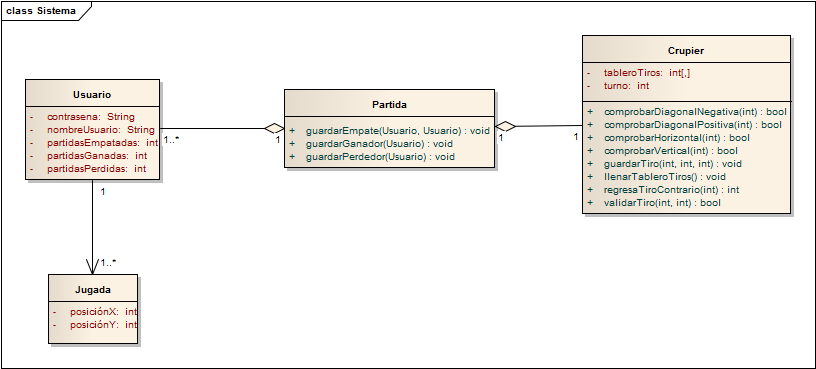 class Sistema
Usuario
- contrasena: String
- nombreUsuario: String
- partidasEmpatadas: int
- partidasGanadas: int
- partidasPerdidas: int
1..*
1
Partida
+ guardarEmpate(Usuario, Usuario) : void
+ guardarGanador(Usuario) : void
+ guardarPerdedor(Usuario) : void
1
1
Crupier
- tableroTiros: int[,]
- turno: int
+ comprobarDiagonalNegativa(int) : bool
+ comprobarDiagonalPositiva(int) : bool
+ comprobarHorizontal(int) : bool
+ comprobarVertical(int) : bool
+ guardarTiro(int, int, int) : void
+ llenarTableroTiros() : void
+ regresaTiroContrario(int) : int
+ validarTiro(int, int) : bool
1
1..*
Jugada
- posiciónX: int
- posiciónY: int